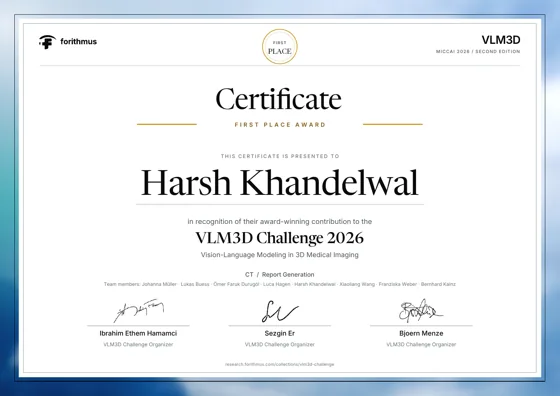 forithmus
FIRST
PLACE
VLM3D
MICCAI 2026 / SECOND EDITION
Certificate
FIRST PLACE AWARD
THIS CERTIFICATE IS PRESENTED TO
Harsh Khandelwal
in recognition of their award-winning contribution to the
VLM3D Challenge 2026
Vision-Language Modeling in 3D Medical Imaging
CT / Report Generation
Team members: Johanna Müller · Lukas Buess · Ömer Faruk Durugöl · Luca Hagen · Harsh Khandelwal · Xiaobang Wang · Franziska Weber · Bernhard Kainz
Ibrahim Ethem Hamamci
Sezgin Er
Bjoern Menze
VLM3D Challenge Organizer
VLM3D Challenge Organizer
VLM3D Challenge Organizer
research.forithmus.com/collections/vlm3d-challenge